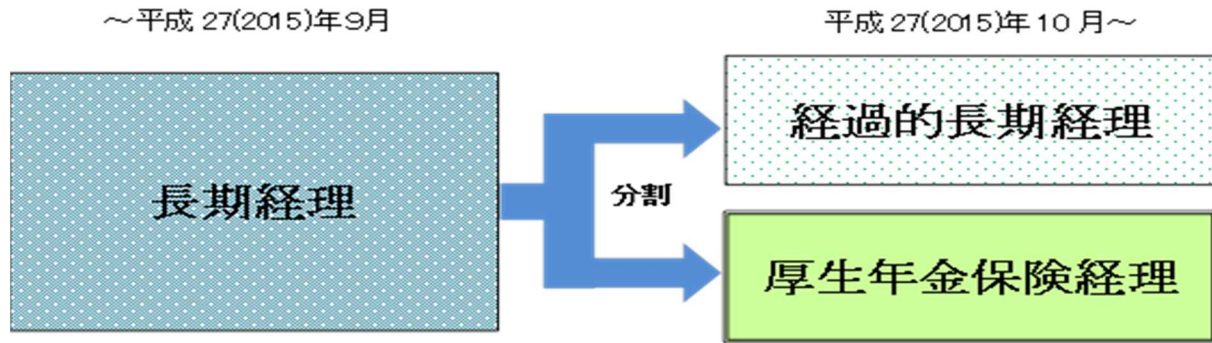 ～平成 27(2015)年9月
平成 27(2015)年 10 月～
長期経理
分割
経過的長期経理
厚生年金保険経理